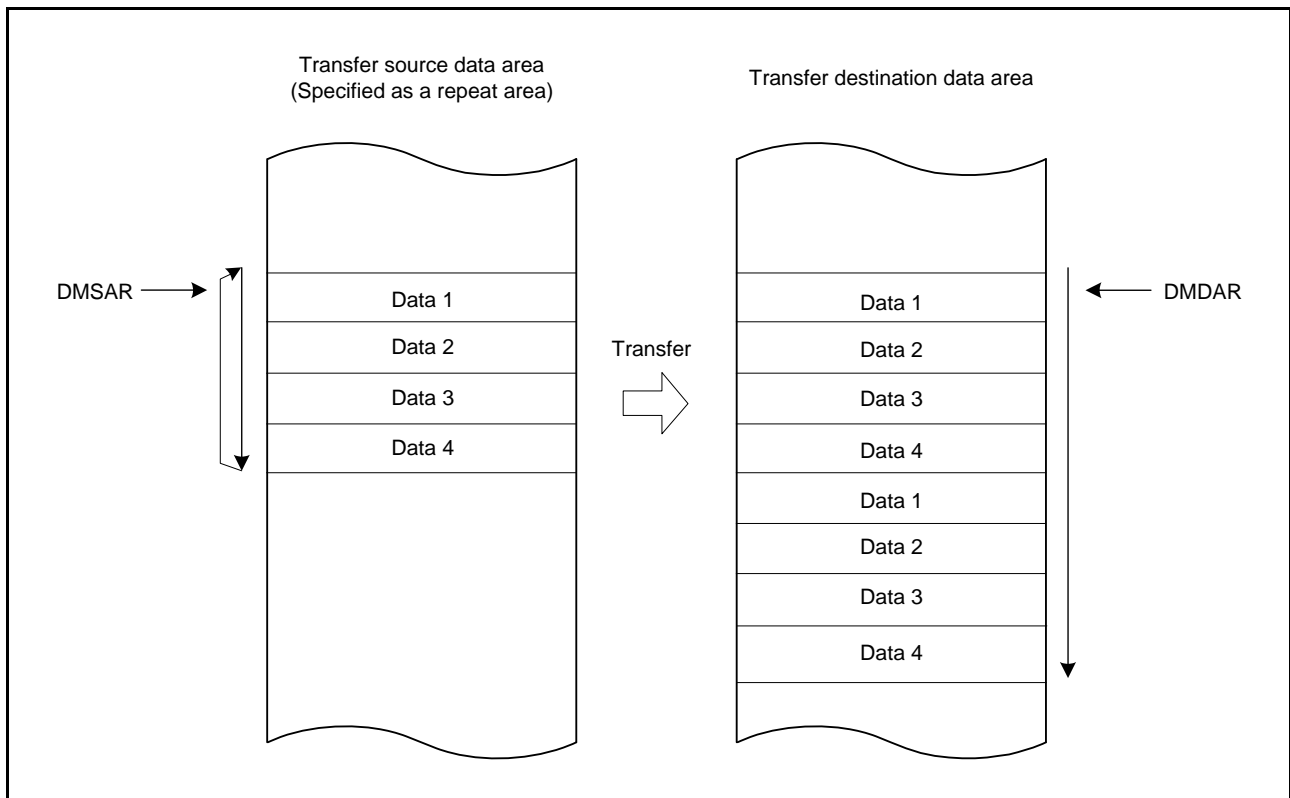 Transfer source data area
(Specified as a repeat area)
Transfer destination data area
DMSAR
Data 1
Data 2
Data 3
Data 4
Transfer
Data 1
Data 2
Data 3
Data 4
Data 1
Data 2
Data 3
Data 4
DMDAR